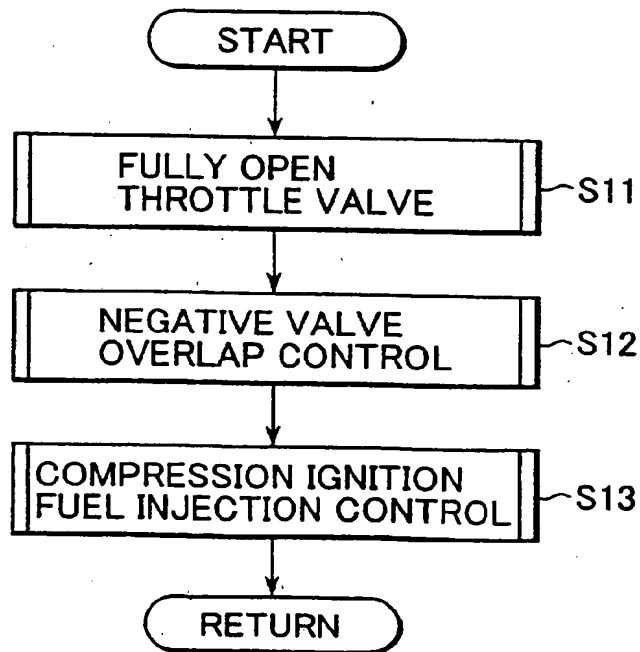 START
FULLY OPEN
THROTTLE VALVE
S11
NEGATIVE VALVE
OVERLAP CONTROL
S12
COMPRESSION IGNITION
FUEL INJECTION CONTROL
S13
RETURN